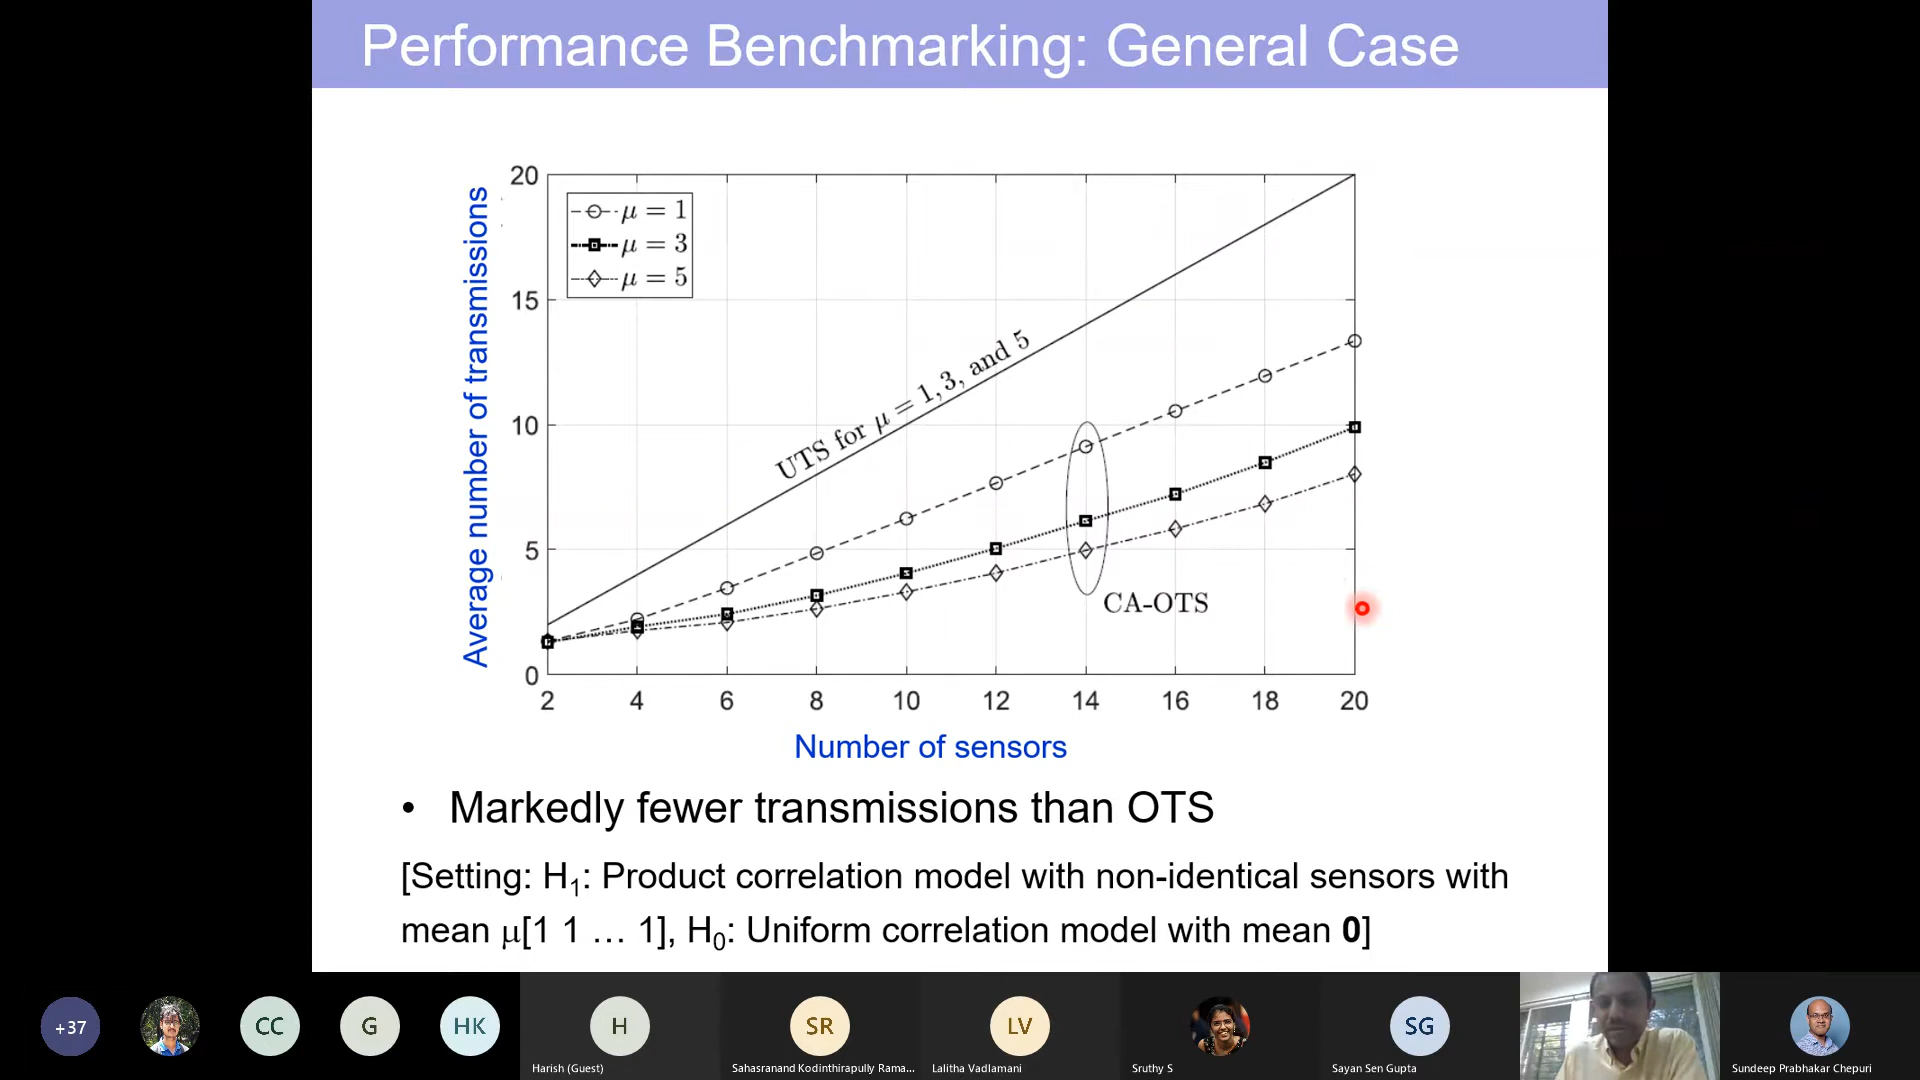 Performance Benchmarking: General Case
Average number of transmissions
20
15
10
5
0
μ = 1
μ = 3
μ = 5
UTS for μ = 1, 3, and 5
CA-OTS
2 4 6 8 10 12 14 16 18 20
Number of sensors
• Markedly fewer transmissions than OTS
[Setting: H₁: Product correlation model with non-identical sensors with
mean μ[1 1 … 1], H₀: Uniform correlation model with mean 0]
+37
CC
G
HK
H
SR
LV
SG
Harish (Guest)
Sahasranand Kodinthirapully Rama...
Lalitha Vadlamani
Sruthy S
Sayan Sen Gupta
Sundeep Prabhakar Chepuri